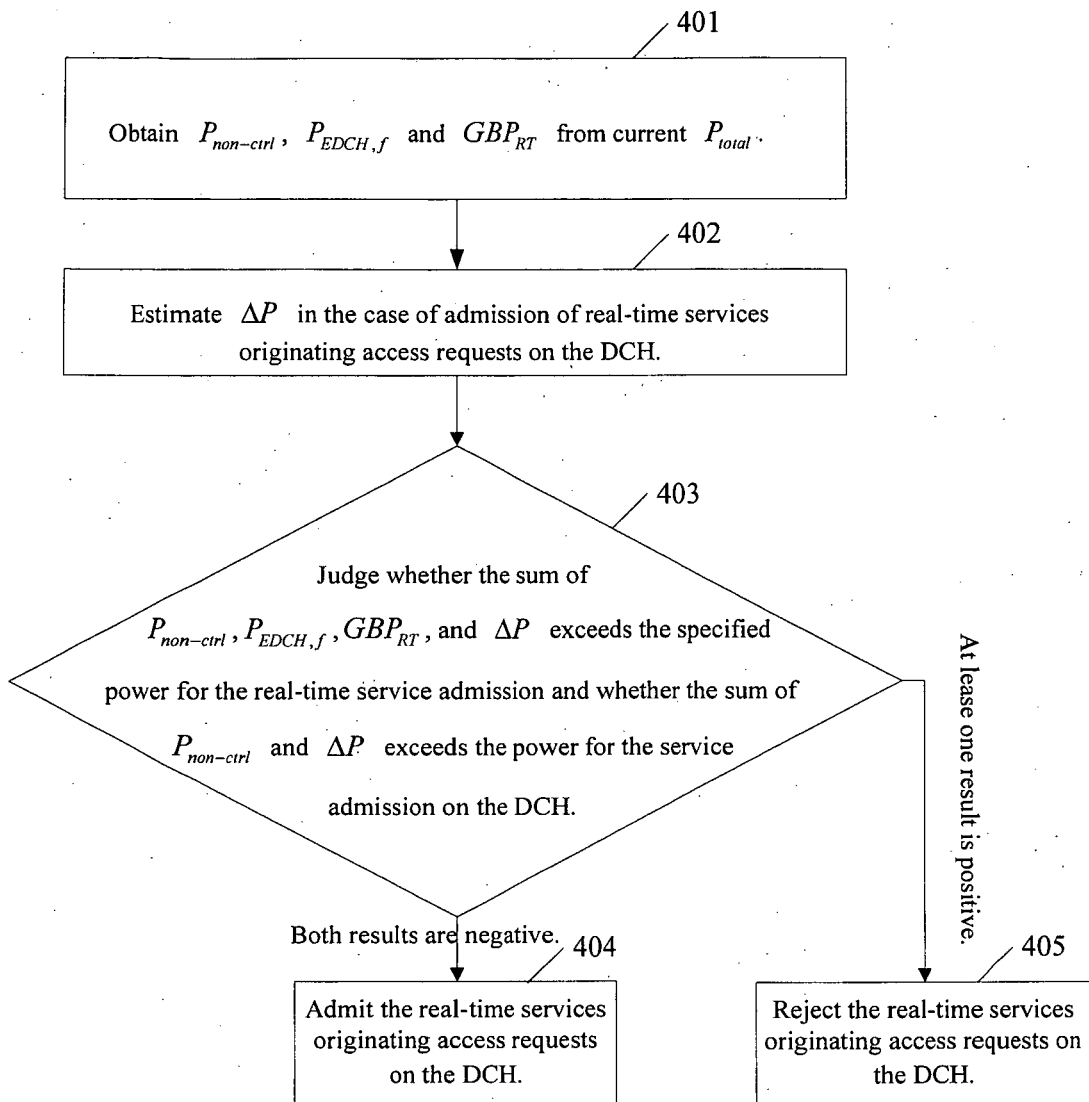 401
Obtain P_non-ctrl, P_EDCH,f and GBP_RT from current P_total.
402
Estimate ΔP in the case of admission of real-time services
originating access requests on the DCH.
403
Judge whether the sum of
P_non-ctrl, P_EDCH,f, GBP_RT, and ΔP exceeds the specified
power for the real-time service admission and whether the sum of
P_non-ctrl and ΔP exceeds the power for the service
admission on the DCH.
At lease one result is positive.
Both results are negative.
404
Admit the real-time services
originating access requests
on the DCH.
405
Reject the real-time services
originating access requests on
the DCH.